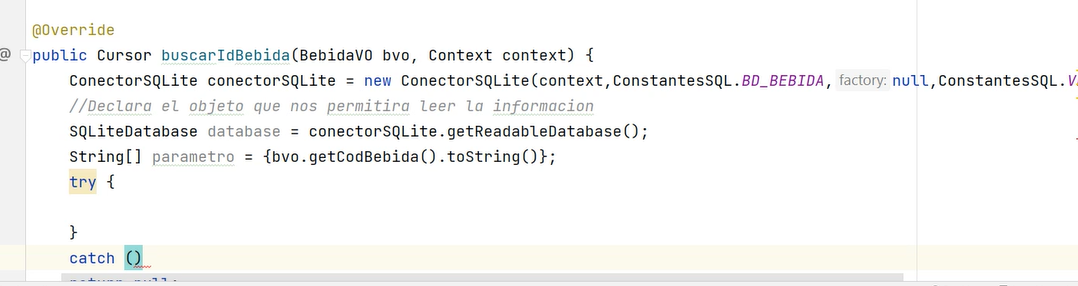 @Override
@ public Cursor buscarIdBebida(BebidaVO bvo, Context context) {
ConectorSQLite conectorSQLite = new ConectorSQLite(context,ConstantesSQL.BD_BEBIDA, factory: null,ConstantesSQL.V
//Declara el objeto que nos permitira leer la informacion
SQLiteDatabase database = conectorSQLite.getReadableDatabase();
String[] parametro = {bvo.getCodBebida().toString()};
try {
}
catch ()
return null;